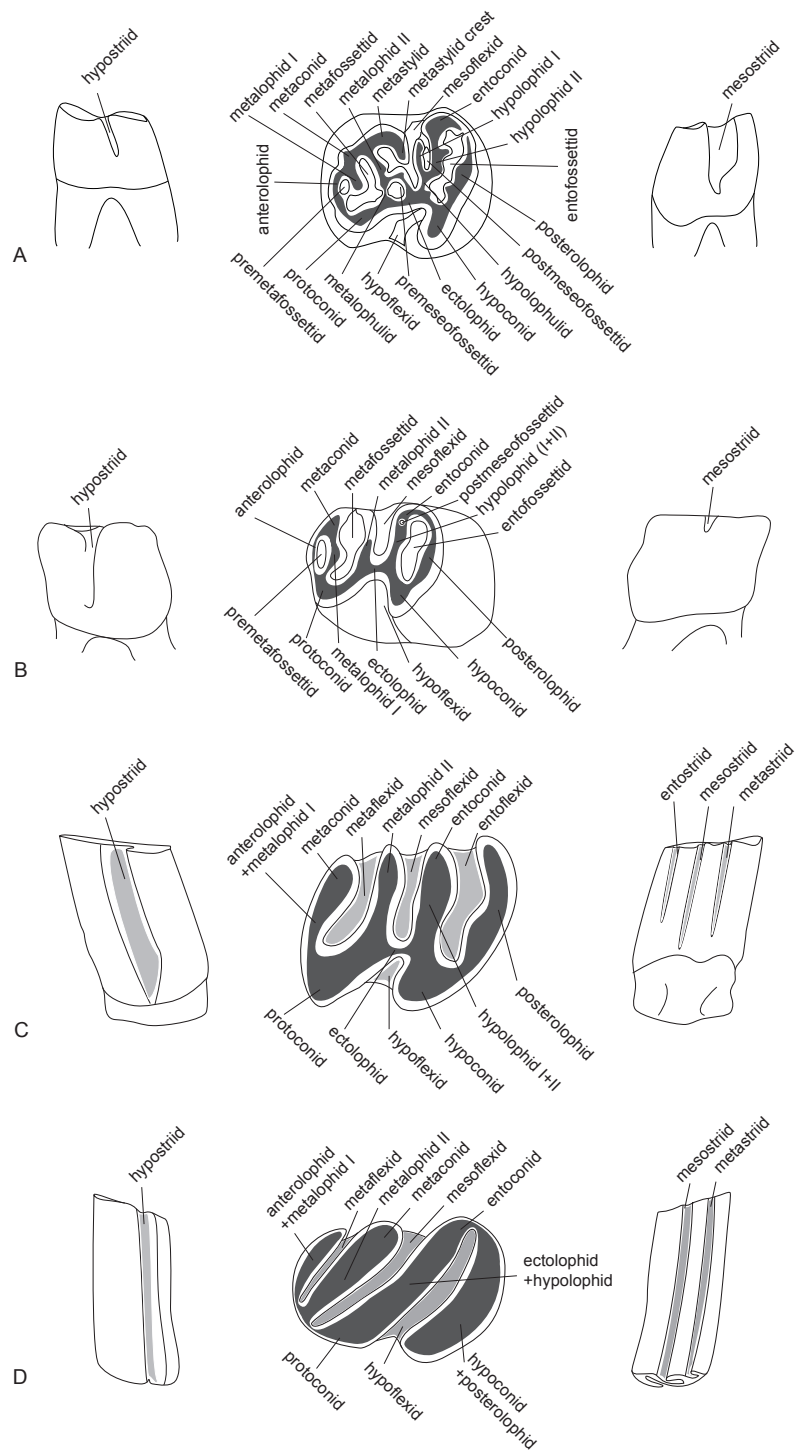 hypostriid
metalophid I
metaconid
metafossettid
metalophid II
metastylid
metastylid crest
mesoflexid
entoconid
hypolophid I
hypolophid II
mesostriid
anterolophid
entofossettid
A
premetafossettid
protoconid
metalophulid
hypoflexid
premeseofossettid
ectolophid
hypoconid
hypolophulid
postmeseofossettid
posterolophid
hypostriid
anterolophid
metaconid
metafossettid
metalophid II
mesoflexid
entoconid
postmeseofossettid
hypolophid (I+II)
entofossettid
mesostriid
B
premetafossettid
protoconid
metalophid I
ectolophid
hypoflexid
hypoconid
posterolophid
hypostriid
anterolophid
+metalophid I
metaconid
metaflexid
metalophid II
mesoflexid
entoconid
entoflexid
entostriid
mesostriid
metastriid
C
protoconid
ectolophid
hypoflexid
hypoconid
hypolophid I+II
posterolophid
hypostriid
anterolophid
+metalophid I
metaflexid
metalophid II
metaconid
mesoflexid
entoconid
mesostriid
metastriid
ectolophid
+hypolophid
D
protoconid
hypoflexid
hypoconid
+posterolophid